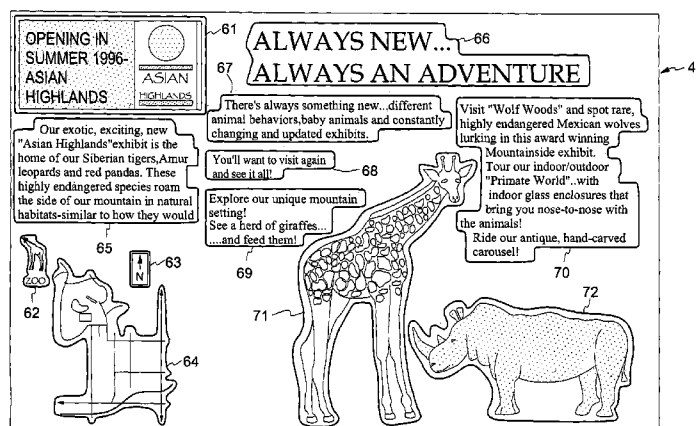 OPENING IN
SUMMER 1996-
ASIAN
HIGHLANDS
ASIAN
HIGHLANDS
61
ALWAYS NEW...
66
ALWAYS AN ADVENTURE
4
67
There's always something new...different
animal behaviors,baby animals and constantly
changing and updated exhibits.
Visit "Wolf Woods" and spot rare,
highly endangered Mexican wolves
lurking in this award winning
Mountainside exhibit.
Tour our indoor/outdoor
"Primate World"..with
indoor glass enclosures that
bring you nose-to-nose with
the animals!
Ride our antique, hand-carved
carousel!
70
Our exotic, exciting, new
"Asian Highlands"exhibit is the
home of our Siberian tigers,Amur
leopards and red pandas. These
highly endangered species roam
the side of our mountain in natural
habitats-similar to how they would
65
You'll want to visit again
and see it all!
68
Explore our unique mountain
setting!
See a herd of giraffes....
.....and feed them!
69
ZOO
62
N
63
64
71
72